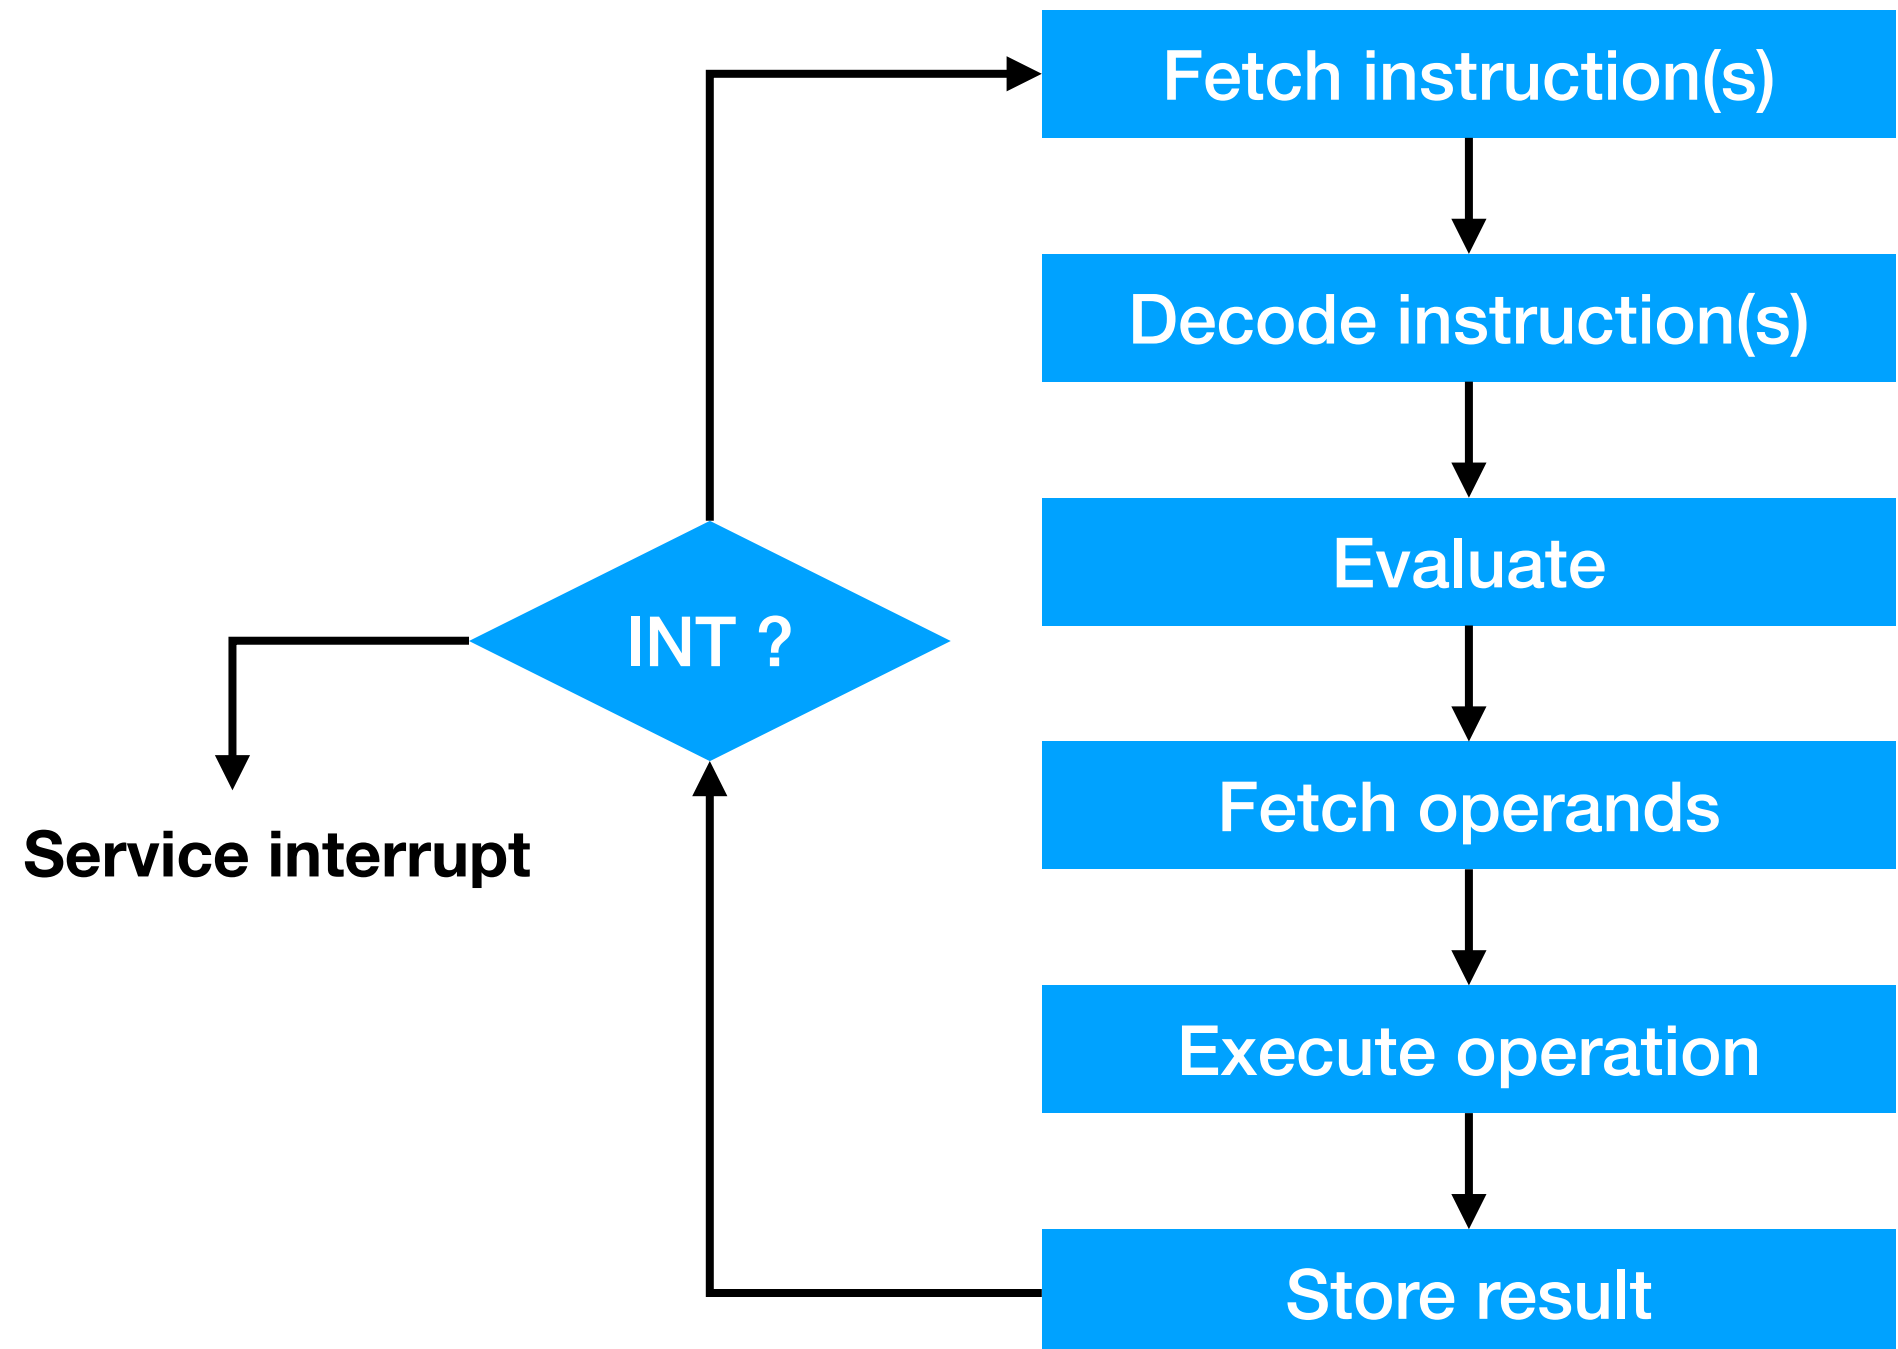 Fetch instruction(s)
Decode instruction(s)
Evaluate
INT ?
Fetch operands
Service interrupt
Execute operation
Store result